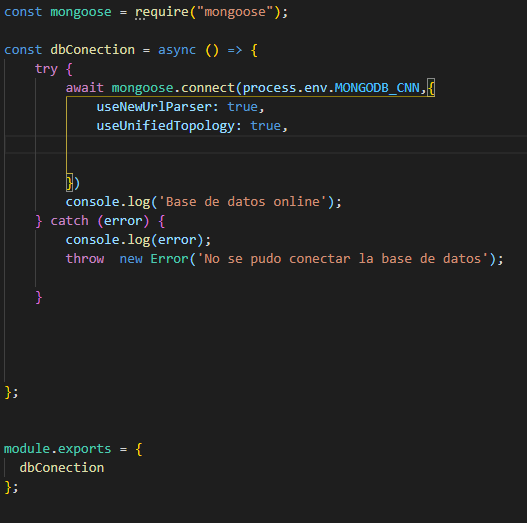 const mongoose = require("mongoose");
const dbConection = async () => {
try {
await mongoose.connect(process.env.MONGODB_CNN,{
useNewUrlParser: true,
useUnifiedTopology: true,
})
console.log('Base de datos online');
} catch (error) {
console.log(error);
throw  new Error('No se pudo conectar la base de datos');
}
};
module.exports = {
dbConection
};